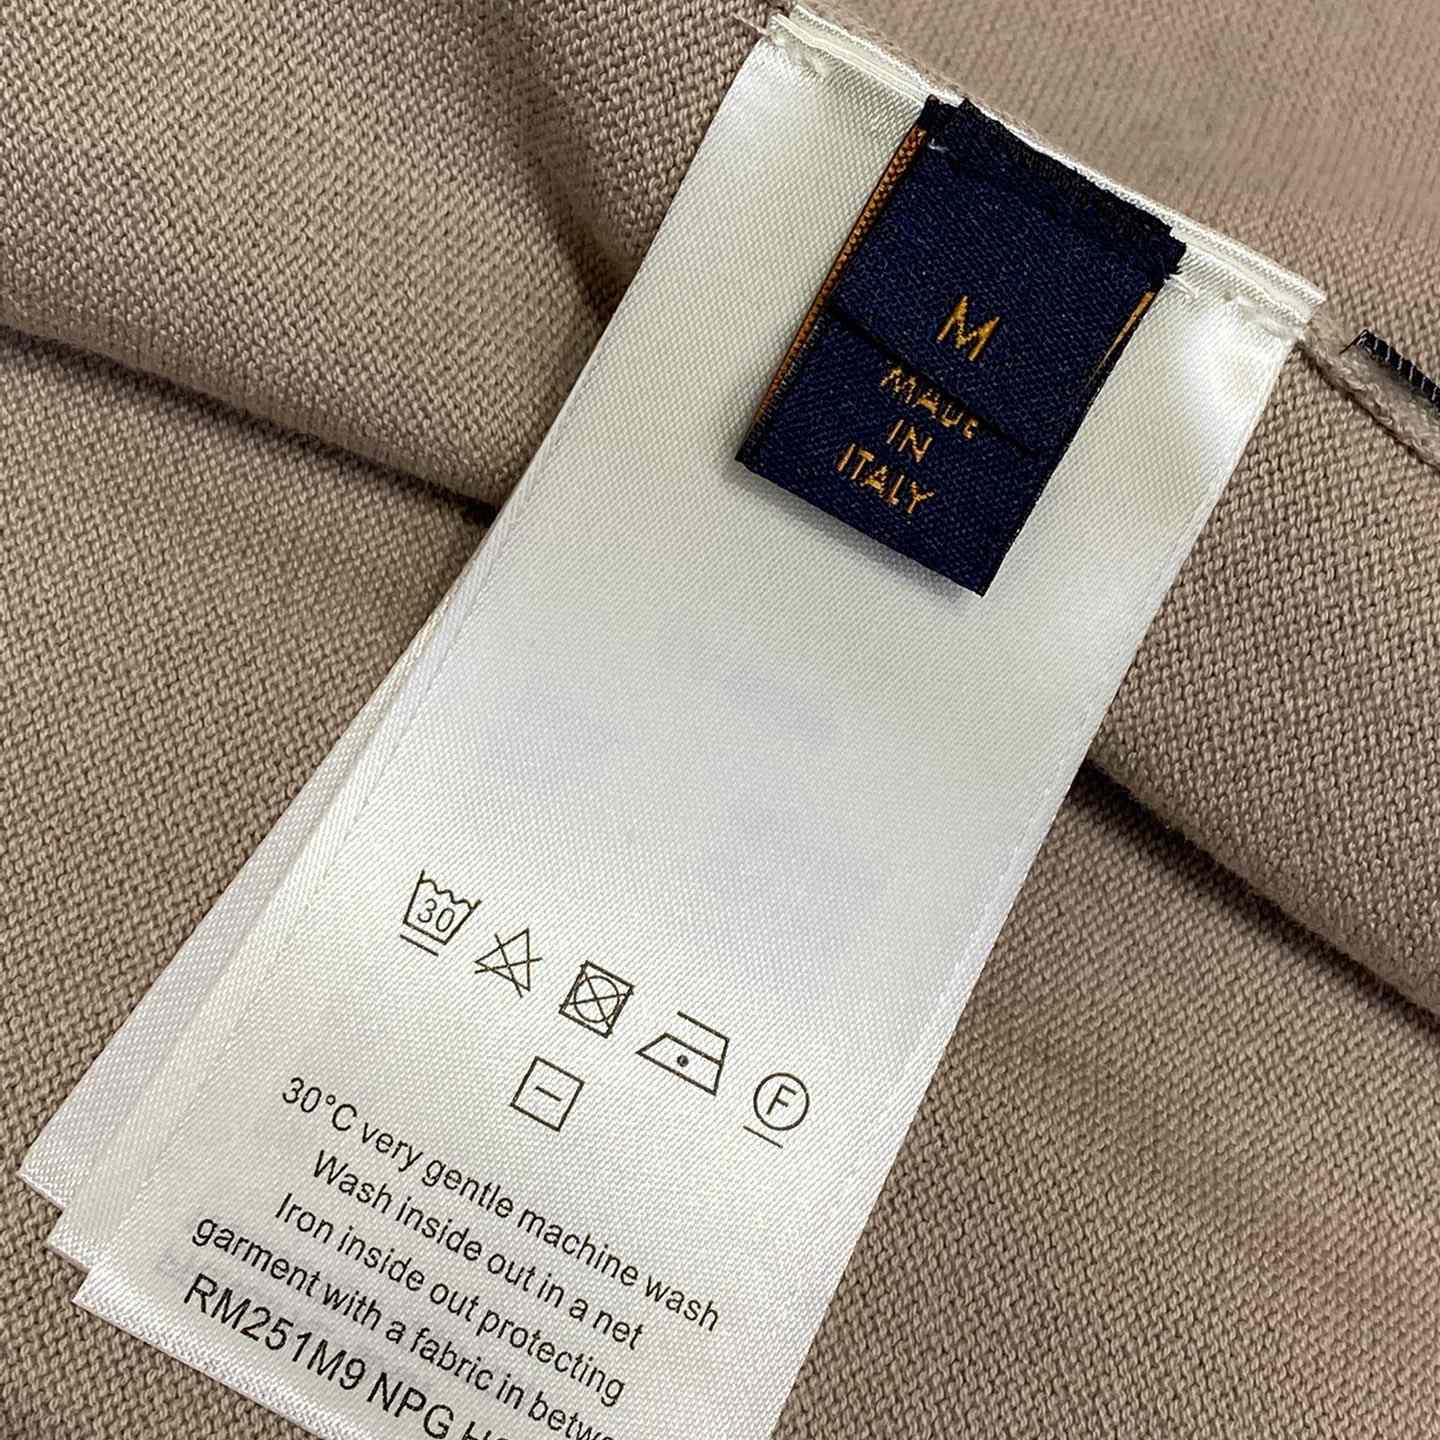 M
MADE
IN
ITALY
30
F
30°C very gentle machine wash
Wash inside out in a net
Iron inside out protecting
garment with a fabric in
RM251M9 NPG